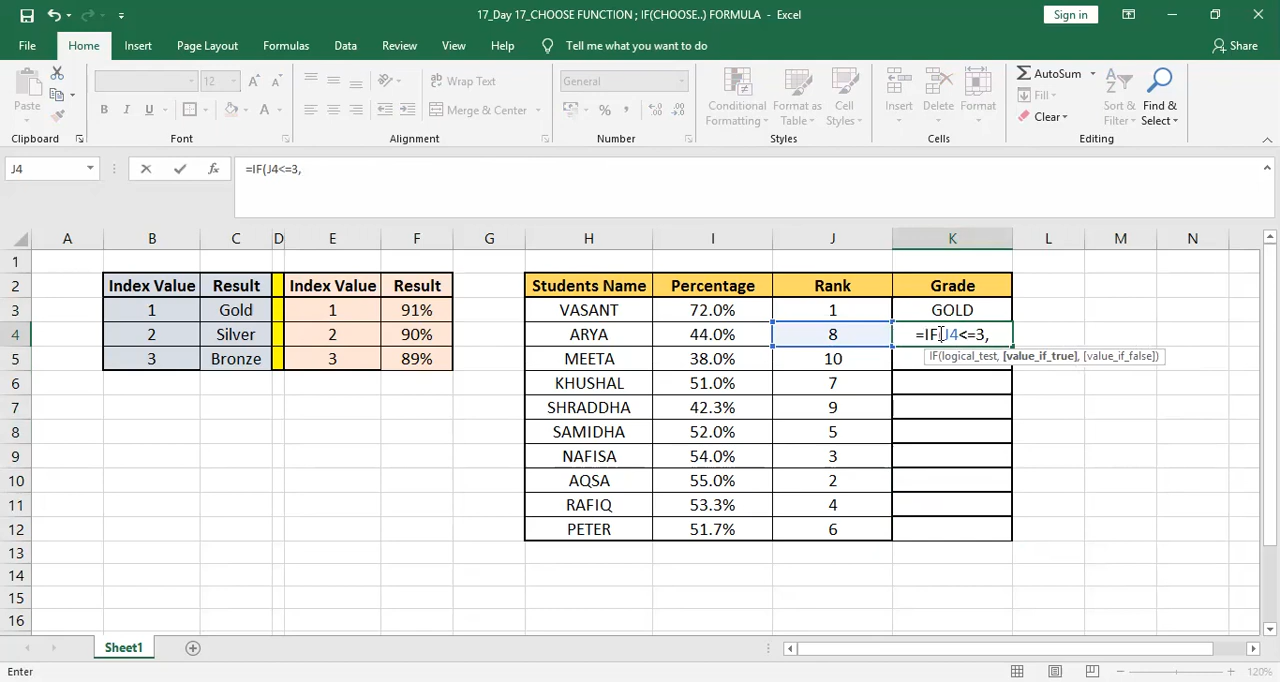 17_Day 17_CHOOSE FUNCTION ; IF(CHOOSE..) FORMULA - Excel
Sign in
File Home Insert Page Layout Formulas Data Review View Help Tell me what you want to do Share
Paste
12
Wrap Text
Merge & Center
General
Conditional Formatting
Format as Table
Cell Styles
Insert
Delete
Format
AutoSum
Fill
Clear
Sort & Filter
Find & Select
Clipboard Font Alignment Number Styles Cells Editing
J4 fx =IF(J4<=3,
A B C D E F G H I J K L M N
1
2 Index Value Result Index Value Result Students Name Percentage Rank Grade
3 1 Gold 1 91% VASANT 72.0% 1 GOLD
4 2 Silver 2 90% ARYA 44.0% 8 =IF(J4<=3,
5 3 Bronze 3 89% MEETA 38.0% 10
IF(logical_test, [value_if_true], [value_if_false])
6 KHUSHAL 51.0% 7
7 SHRADDHA 42.3% 9
8 SAMIDHA 52.0% 5
9 NAFISA 54.0% 3
10 AQSA 55.0% 2
11 RAFIQ 53.3% 4
12 PETER 51.7% 6
13
14
15
16
Sheet1
Enter
120%